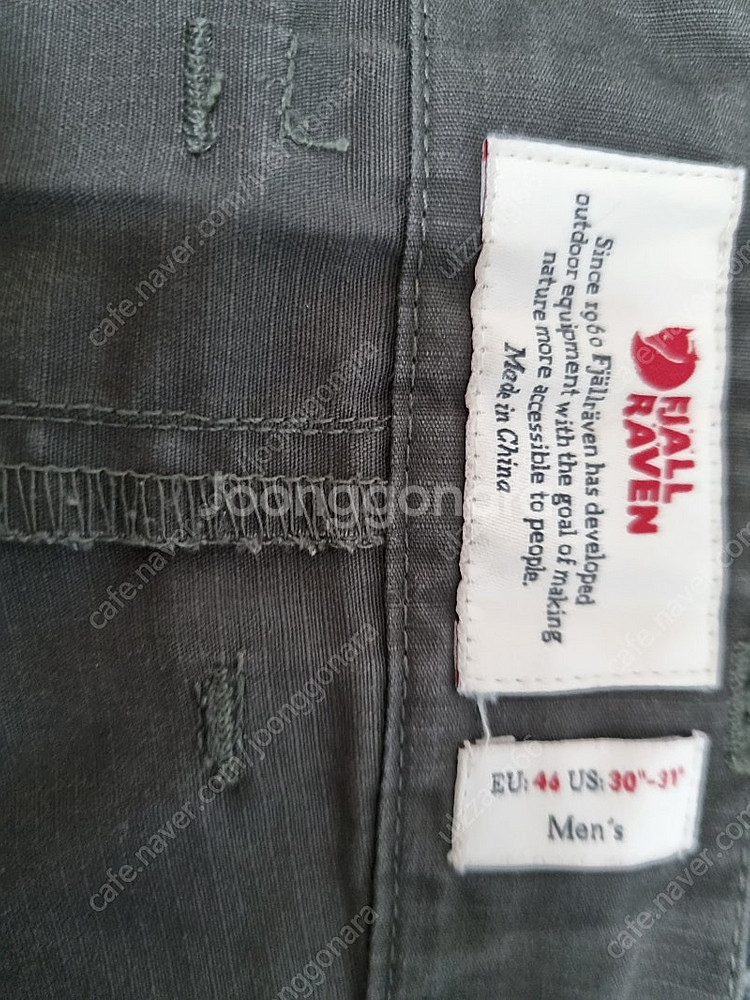 FJÄLL
RÄVEN
Since 1960 Fjällräven has developed
outdoor equipment with the goal of making
nature more accessible to people.
Made in China
EU: 46 US: 30"-31"
Men's
Joonggonara
cafe.naver.com/joonggonara